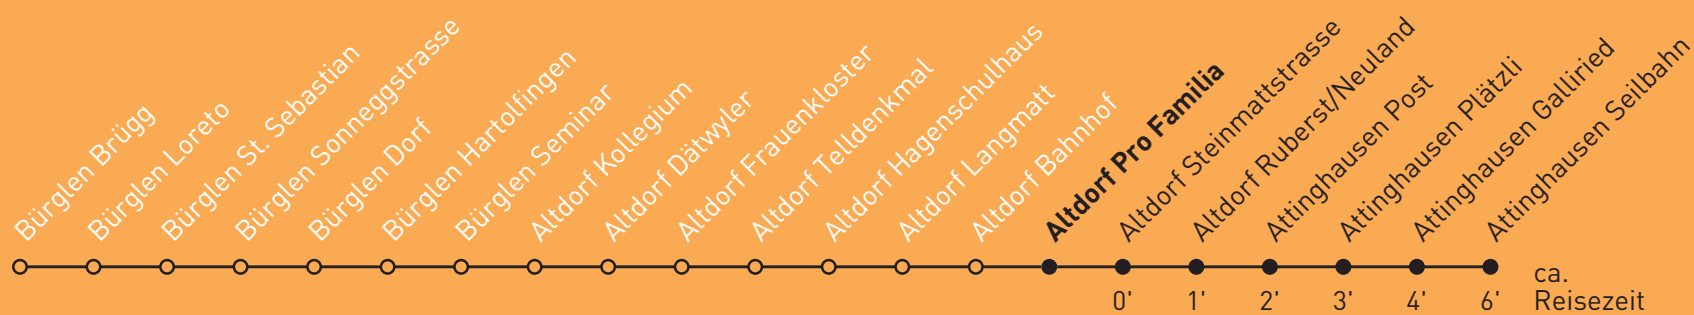 Bürglen Brügg
Bürglen Loreto
Bürglen St. Sebastian
Bürglen Sonneggstrasse
Bürglen Dorf
Bürglen Hartolfingen
Bürglen Seminar
Altdorf Kollegium
Altdorf Dätwyler
Altdorf Frauenkloster
Altdorf Telldenkmal
Altdorf Hagenschulhaus
Altdorf Langmatt
Altdorf Bahnhof
Altdorf Pro Familia
Altdorf Steinmattstrasse
Altdorf Ruberst/Neuland
Attinghausen Post
Attinghausen Plätzli
Attinghausen Galliried
Attinghausen Seilbahn
0' 1' 2' 3' 4' 6'
ca.
Reisezeit